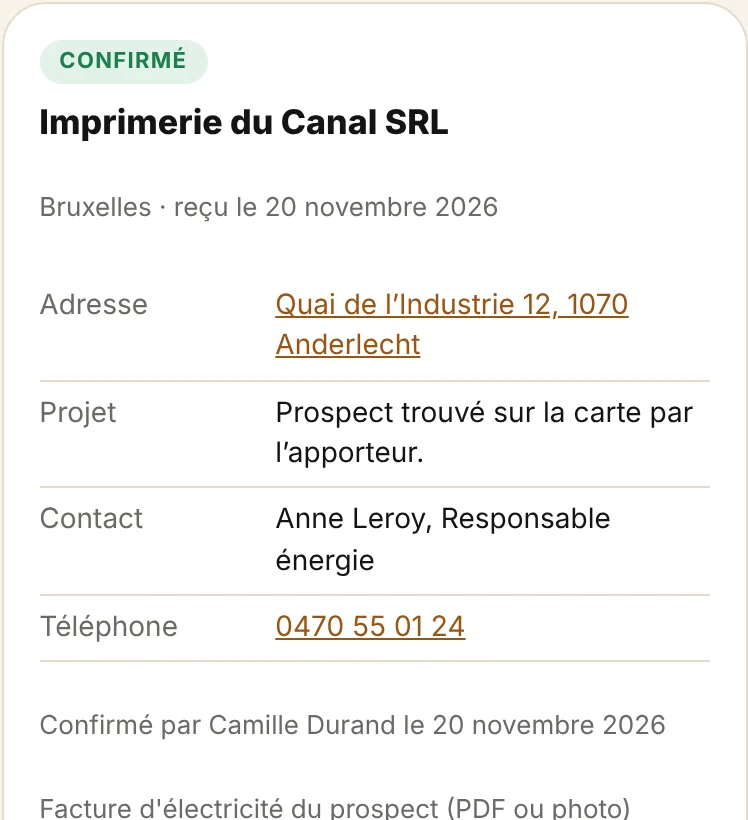 CONFIRMÉ
Imprimerie du Canal SRL
Bruxelles · reçu le 20 novembre 2026
Adresse
Quai de l’Industrie 12, 1070
Anderlecht
Projet
Prospect trouvé sur la carte par
l’apporteur.
Contact
Anne Leroy, Responsable
énergie
Téléphone
0470 55 01 24
Confirmé par Camille Durand le 20 novembre 2026
Facture d'électricité du prospect (PDF ou photo)